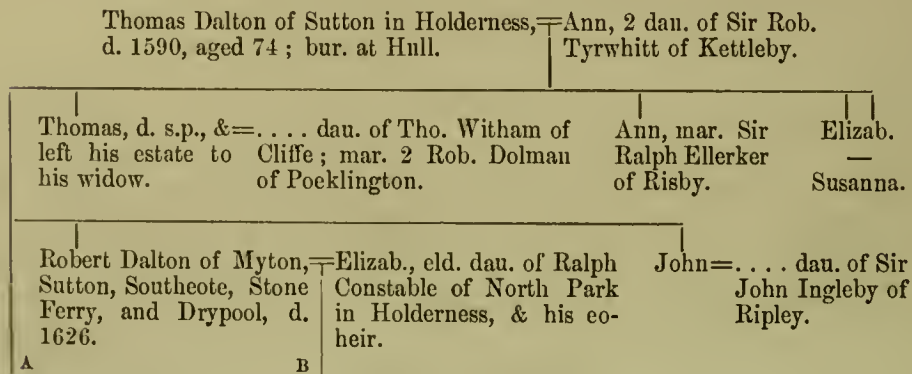 Thomas Dalton of Sutton in Holderness,
d. 1590, aged 74 ; bur. at Hull.
Ann, 2 dau. of Sir Rob.
Tyrwhitt of Kettleby.
Thomas, d. s.p., &=
left his estate to
his widow.
. . . . dau. of Tho. Witham of
Cliffe ; mar. 2 Rob. Dolman
of Pocklington.
Ann, mar. Sir
Ralph Ellerker
of Risby.
Elizab.
—
Susanna.
Robert Dalton of Myton,
Sutton, Southcote, Stone
Ferry, and Drypool, d.
1626.
Elizab., eld. dau. of Ralph
Constable of North Park
in Holderness, & his co-
heir.
John=. . . . dau. of Sir
John Ingleby of
Ripley.
A
B